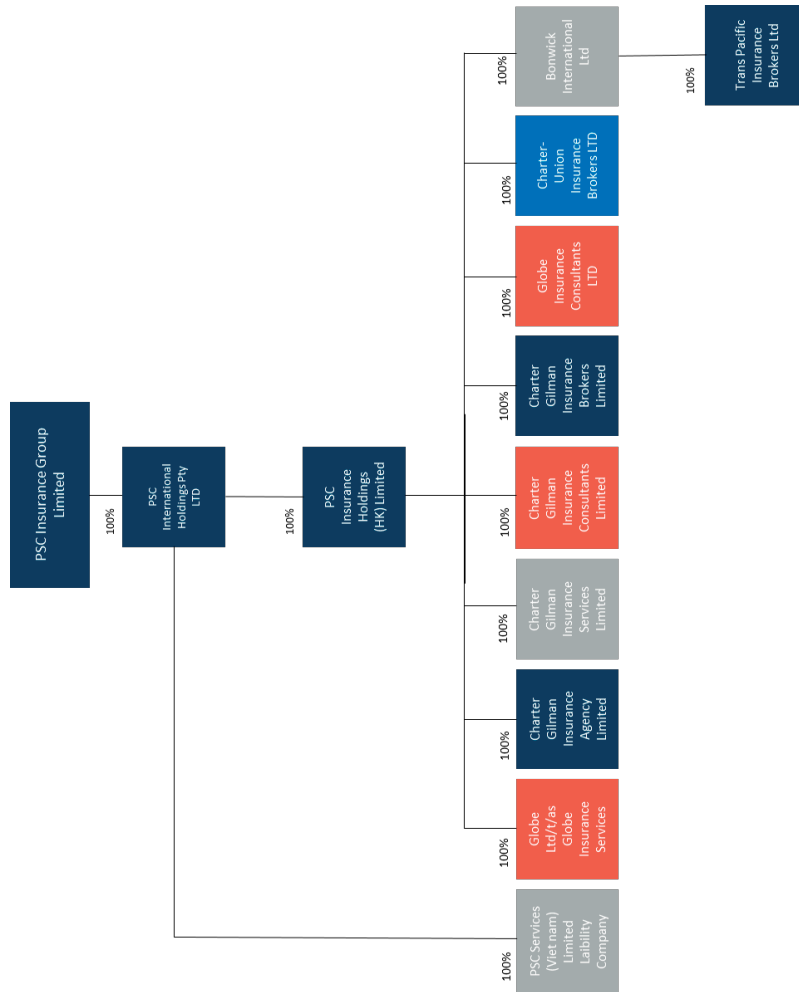 PSC Insurance Group
Limited
100%
PSC
International
Holdings Pty
LTD
100%
PSC
Insurance
Holdings
(HK) Limited
100%
PSC Services
(Viet nam)
Limited
Laibility
Company
100%
Globe
Ltd/t/as
Globe
Insurance
Services
100%
Charter
Gilman
Insurance
Agency
Limited
100%
Charter
Gilman
Insurance
Services
Limited
100%
Charter
Gilman
Insurance
Consultants
Limited
100%
Charter
Gilman
Insurance
Brokers
Limited
100%
Globe
Insurance
Consultants
LTD
100%
Charter-
Union
Insurance
Brokers LTD
100%
Bonwick
International
Ltd
100%
Trans Pacific
Insurance
Brokers Ltd